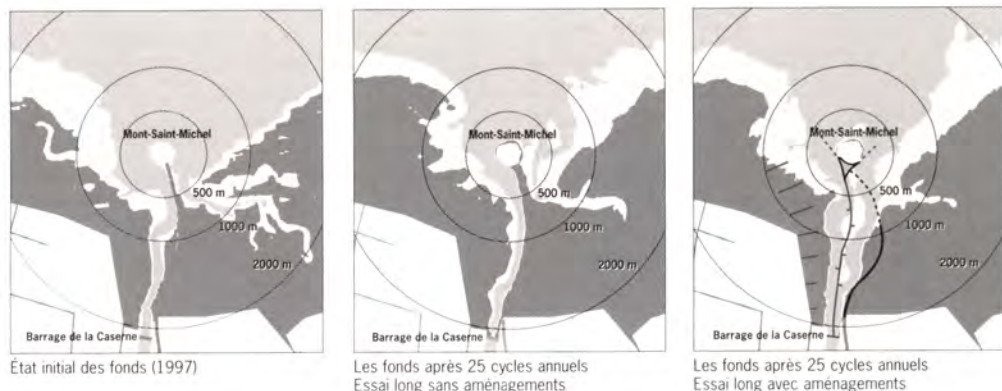 Mont-Saint-Michel
500 m
1000 m
2000 m
Barrage de la Caserne
État initial des fonds (1997)
Mont-Saint-Michel
500 m
1000 m
2000 m
Barrage de la Caserne
Les fonds après 25 cycles annuels
Essai long sans aménagements
Mont-Saint-Michel
500 m
1000 m
2000 m
Barrage de la Caserne
Les fonds après 25 cycles annuels
Essai long avec aménagements